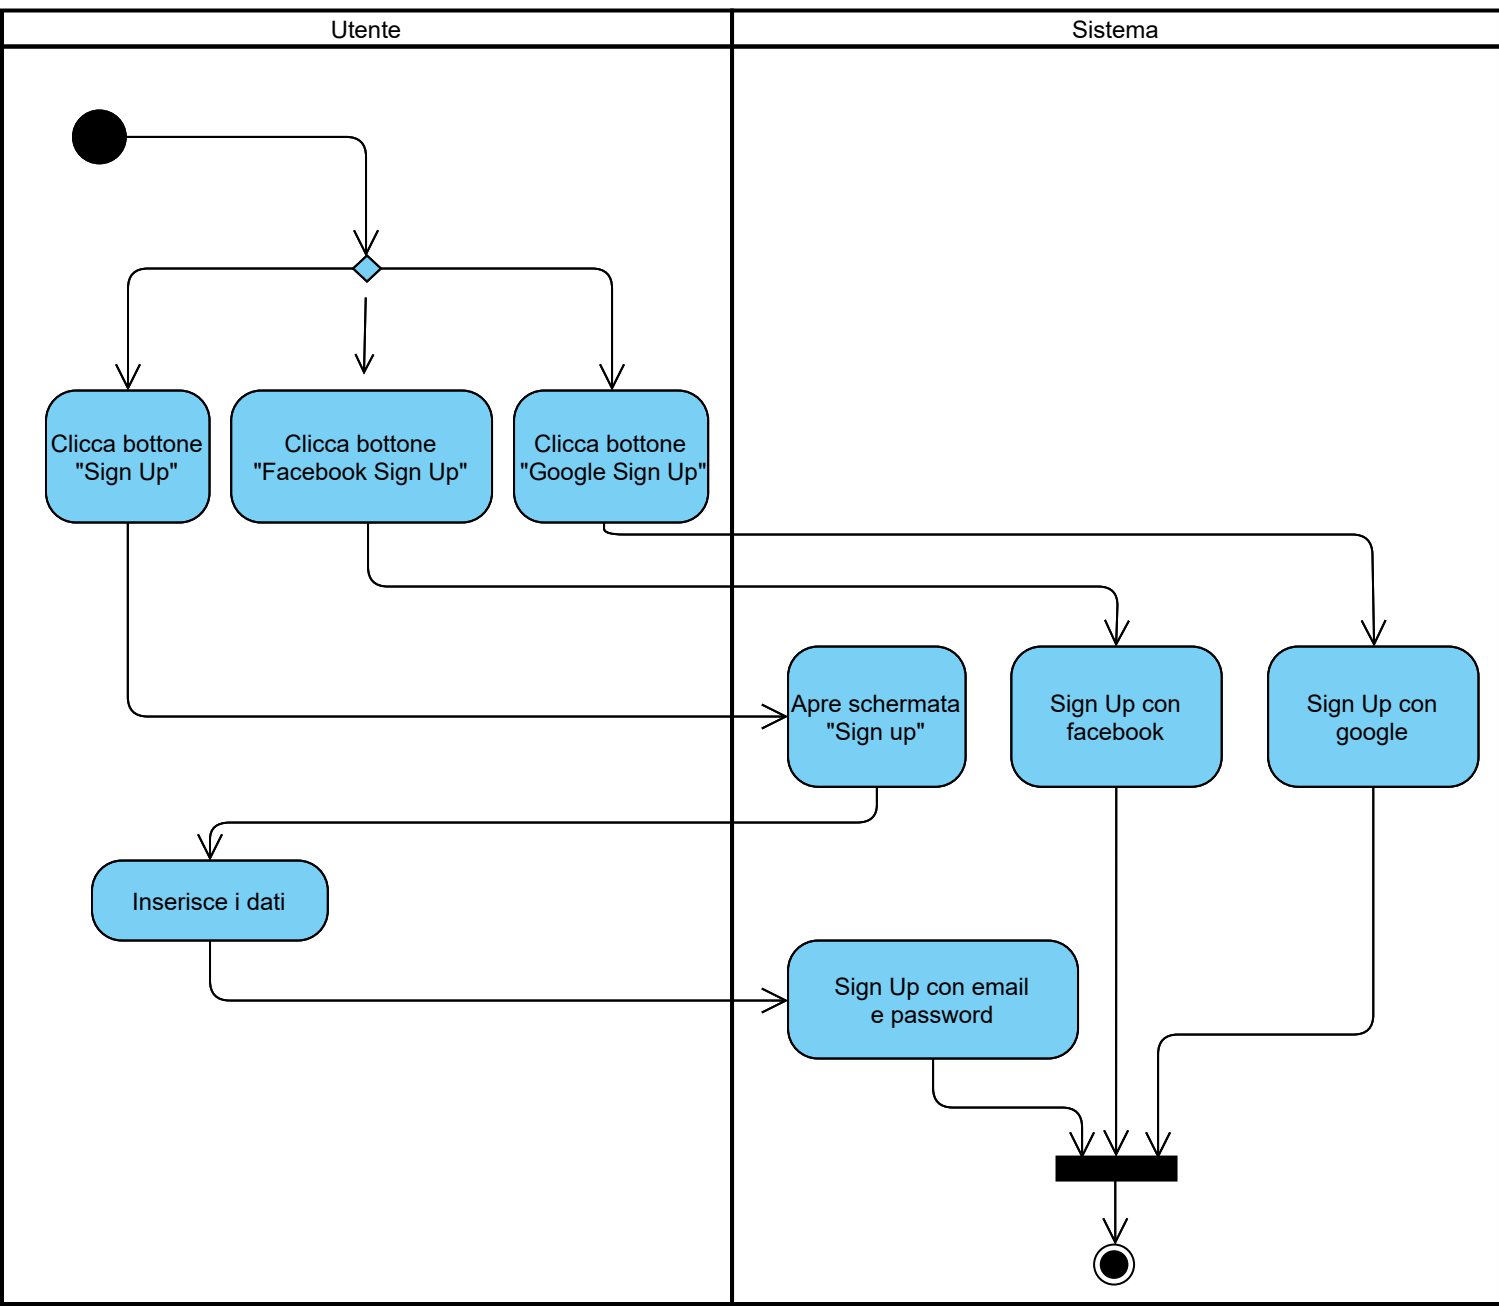 Utente
Sistema
Clicca bottone
"Sign Up"
Clicca bottone
"Facebook Sign Up"
Clicca bottone
"Google Sign Up"
Apre schermata
"Sign up"
Sign Up con
facebook
Sign Up con
google
Inserisce i dati
Sign Up con email
e password